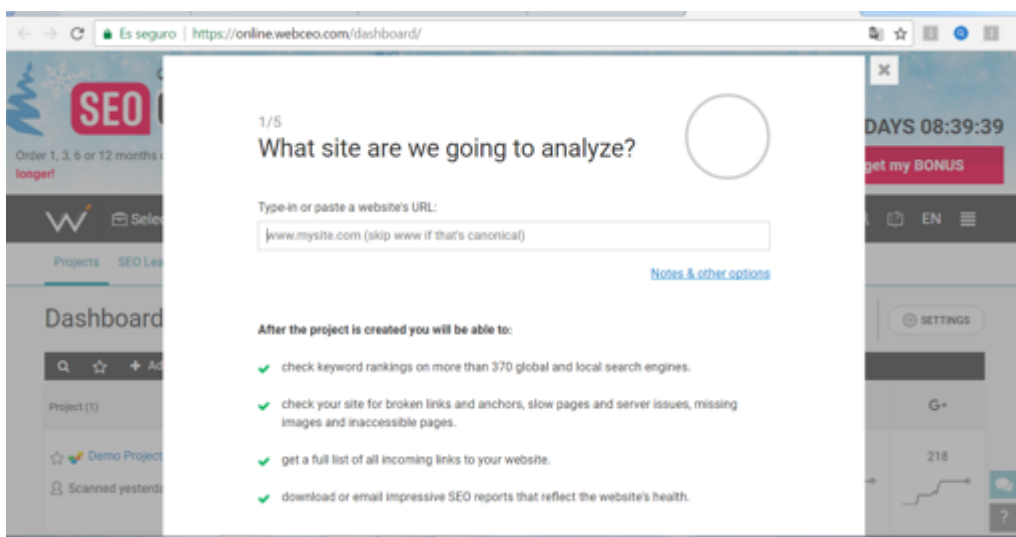 Es seguro | https://online.webceo.com/dashboard/
SEO
DAYS 08:39:39
Order 1, 3, 6 or 12 months
longer!
get my BONUS
1/5
What site are we going to analyze?
Type-in or paste a website's URL:
www.mysite.com (skip www if that's canonical)
Notes & other options
Selec
EN
Projects SEO Lea
Dashboard
SETTINGS
+ Ad
Project (1)
G+
Demo Project
218
Scanned yesterda
After the project is created you will be able to:
check keyword rankings on more than 370 global and local search engines.
check your site for broken links and anchors, slow pages and server issues, missing
images and inaccessible pages.
get a full list of all incoming links to your website.
download or email impressive SEO reports that reflect the website's health.
?